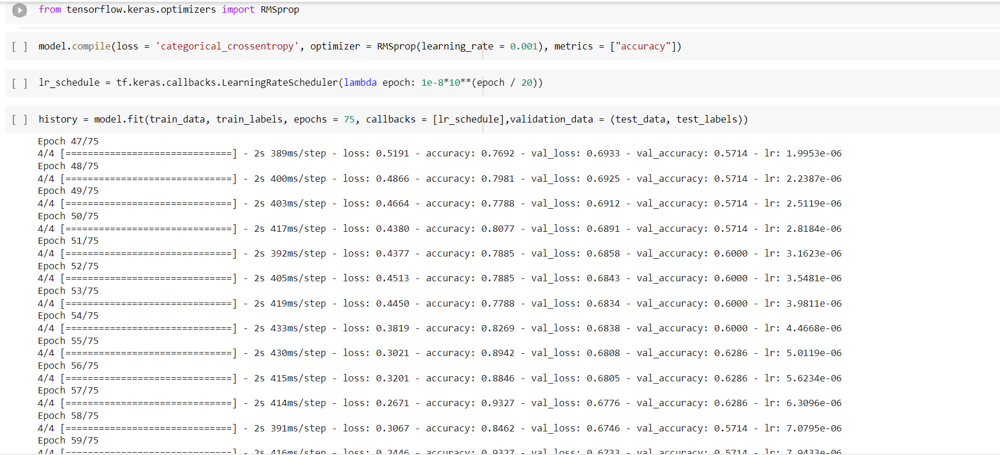 from tensorflow.keras.optimizers import RMSprop
[ ] model.compile(loss = 'categorical_crossentropy', optimizer = RMSprop(learning_rate = 0.001), metrics = ["accuracy"])
[ ] lr_schedule = tf.keras.callbacks.LearningRateScheduler(lambda epoch: 1e-8*10**(epoch / 20))
[ ] history = model.fit(train_data, train_labels, epochs = 75, callbacks = [lr_schedule],validation_data = (test_data, test_labels))
Epoch 47/75
4/4 [==============================] - 2s 389ms/step - loss: 0.5191 - accuracy: 0.7692 - val_loss: 0.6933 - val_accuracy: 0.5714 - lr: 1.9953e-06
Epoch 48/75
4/4 [==============================] - 2s 400ms/step - loss: 0.4866 - accuracy: 0.7981 - val_loss: 0.6925 - val_accuracy: 0.5714 - lr: 2.2387e-06
Epoch 49/75
4/4 [==============================] - 2s 403ms/step - loss: 0.4664 - accuracy: 0.7788 - val_loss: 0.6912 - val_accuracy: 0.5714 - lr: 2.5119e-06
Epoch 50/75
4/4 [==============================] - 2s 417ms/step - loss: 0.4380 - accuracy: 0.8077 - val_loss: 0.6891 - val_accuracy: 0.5714 - lr: 2.8184e-06
Epoch 51/75
4/4 [==============================] - 2s 392ms/step - loss: 0.4377 - accuracy: 0.7885 - val_loss: 0.6858 - val_accuracy: 0.6000 - lr: 3.1623e-06
Epoch 52/75
4/4 [==============================] - 2s 405ms/step - loss: 0.4513 - accuracy: 0.7885 - val_loss: 0.6843 - val_accuracy: 0.6000 - lr: 3.5481e-06
Epoch 53/75
4/4 [==============================] - 2s 419ms/step - loss: 0.4450 - accuracy: 0.7788 - val_loss: 0.6834 - val_accuracy: 0.6000 - lr: 3.9811e-06
Epoch 54/75
4/4 [==============================] - 2s 433ms/step - loss: 0.3819 - accuracy: 0.8269 - val_loss: 0.6838 - val_accuracy: 0.6000 - lr: 4.4668e-06
Epoch 55/75
4/4 [==============================] - 2s 430ms/step - loss: 0.3021 - accuracy: 0.8942 - val_loss: 0.6808 - val_accuracy: 0.6286 - lr: 5.0119e-06
Epoch 56/75
4/4 [==============================] - 2s 415ms/step - loss: 0.3201 - accuracy: 0.8846 - val_loss: 0.6805 - val_accuracy: 0.6286 - lr: 5.6234e-06
Epoch 57/75
4/4 [==============================] - 2s 414ms/step - loss: 0.2671 - accuracy: 0.9327 - val_loss: 0.6776 - val_accuracy: 0.6286 - lr: 6.3096e-06
Epoch 58/75
4/4 [==============================] - 2s 391ms/step - loss: 0.3067 - accuracy: 0.8462 - val_loss: 0.6746 - val_accuracy: 0.5714 - lr: 7.0795e-06
Epoch 59/75
4/4 [==============================] - 2s 416ms/step - loss: 0.2446 - accuracy: 0.9327 - val_loss: 0.6733 - val_accuracy: 0.5714 - lr: 7.9433e-06